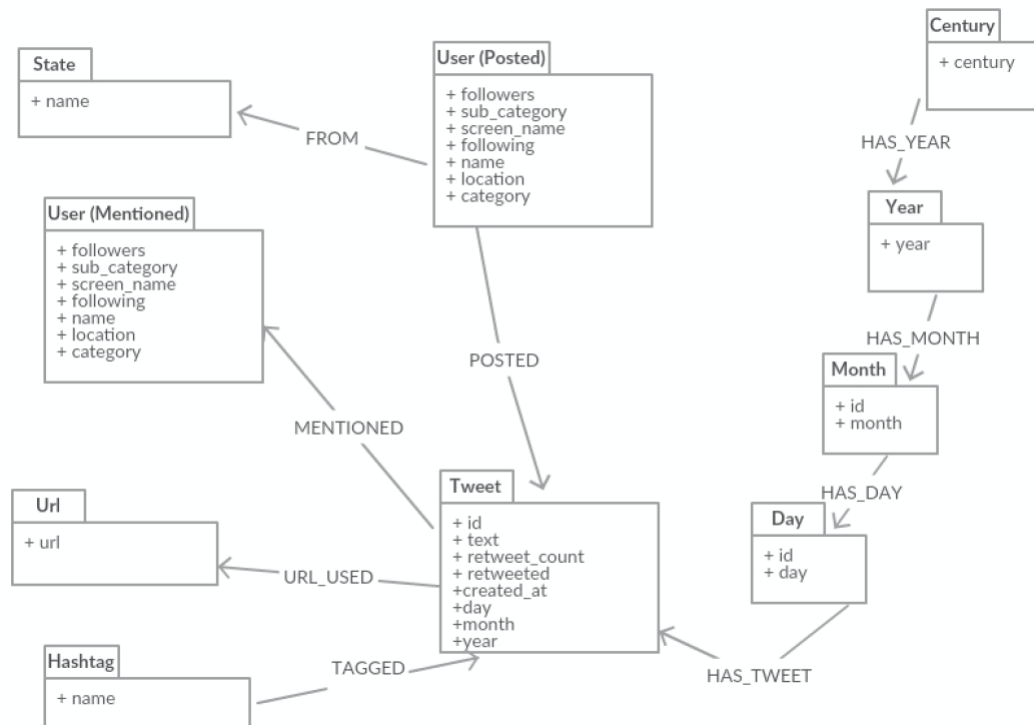 State
+ name
FROM
User (Posted)
+ followers
+ sub_category
+ screen_name
+ following
+ name
+ location
+ category
Century
+ century
HAS_YEAR
Year
+ year
HAS_MONTH
Month
+ id
+ month
HAS_DAY
Day
+ id
+ day
HAS_TWEET
User (Mentioned)
+ followers
+ sub_category
+ screen_name
+ following
+ name
+ location
+ category
MENTIONED
POSTED
Tweet
+ id
+ text
+ retweet_count
+ retweeted
+created_at
+day
+month
+year
Url
+ url
URL_USED
Hashtag
+ name
TAGGED